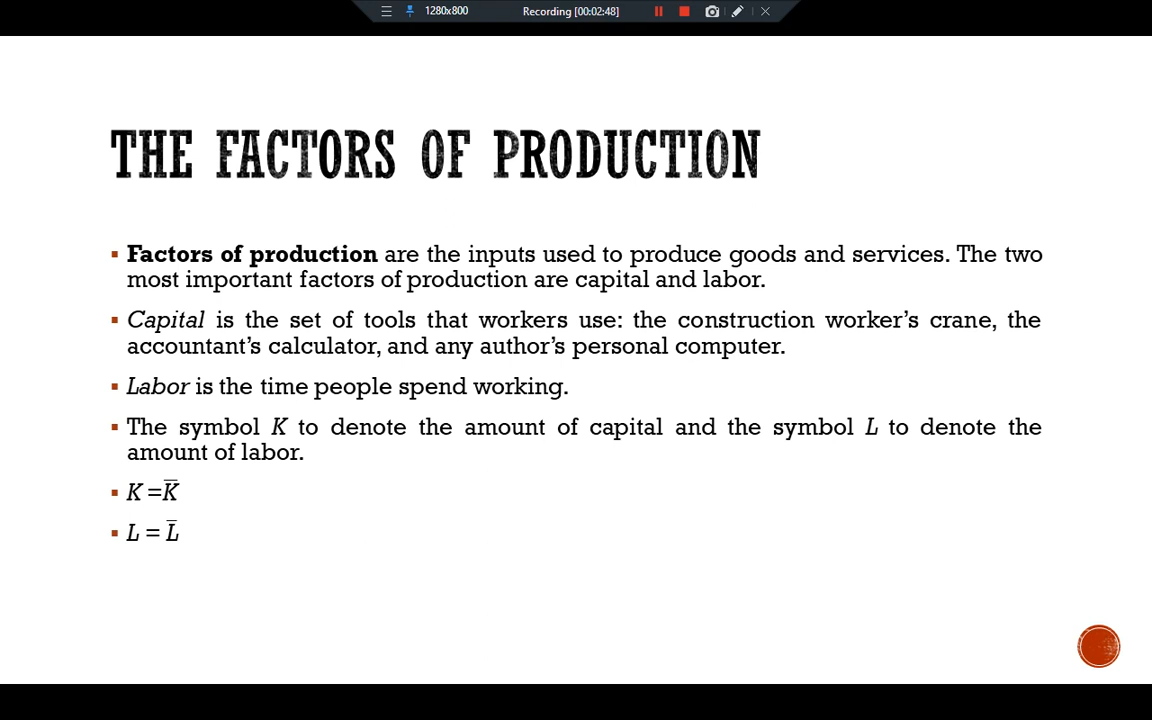 1280x800 Recording [00:02:48]
THE FACTORS OF PRODUCTION
▪ Factors of production are the inputs used to produce goods and services. The two
most important factors of production are capital and labor.
▪ Capital is the set of tools that workers use: the construction worker’s crane, the
accountant’s calculator, and any author’s personal computer.
▪ Labor is the time people spend working.
▪ The symbol K to denote the amount of capital and the symbol L to denote the
amount of labor.
▪ K =K̅
▪ L = L̅